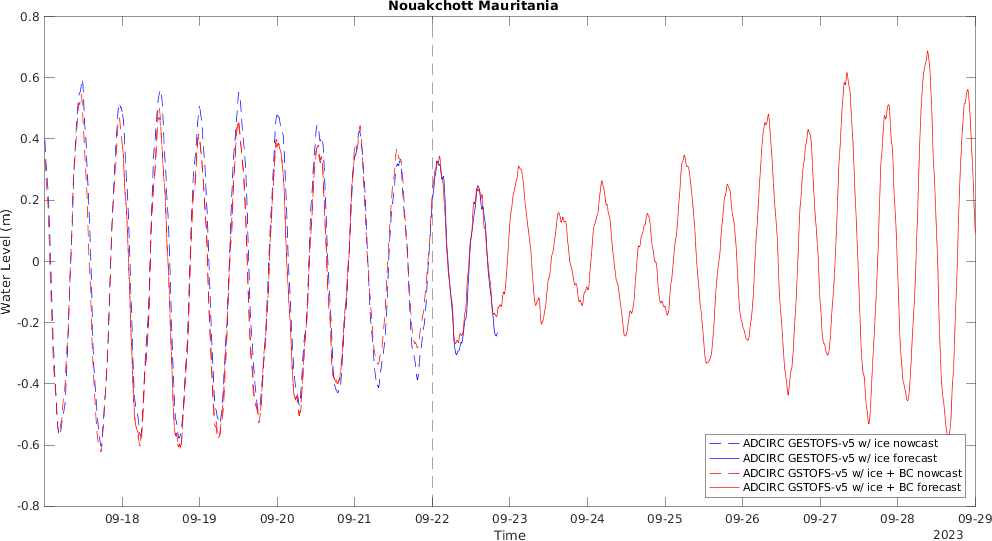 Nouakchott Mauritania
0.8
0.6
0.4
0.2
0
-0.2
-0.4
-0.6
-0.8
Water Level (m)
ADCIRC GESTOFS-v5 w/ ice nowcast
ADCIRC GESTOFS-v5 w/ ice forecast
ADCIRC GSTOFS-v5 w/ ice + BC nowcast
ADCIRC GSTOFS-v5 w/ ice + BC forecast
09-18 09-19 09-20 09-21 09-22 09-23 09-24 09-25 09-26 09-27 09-28 09-29
Time
2023